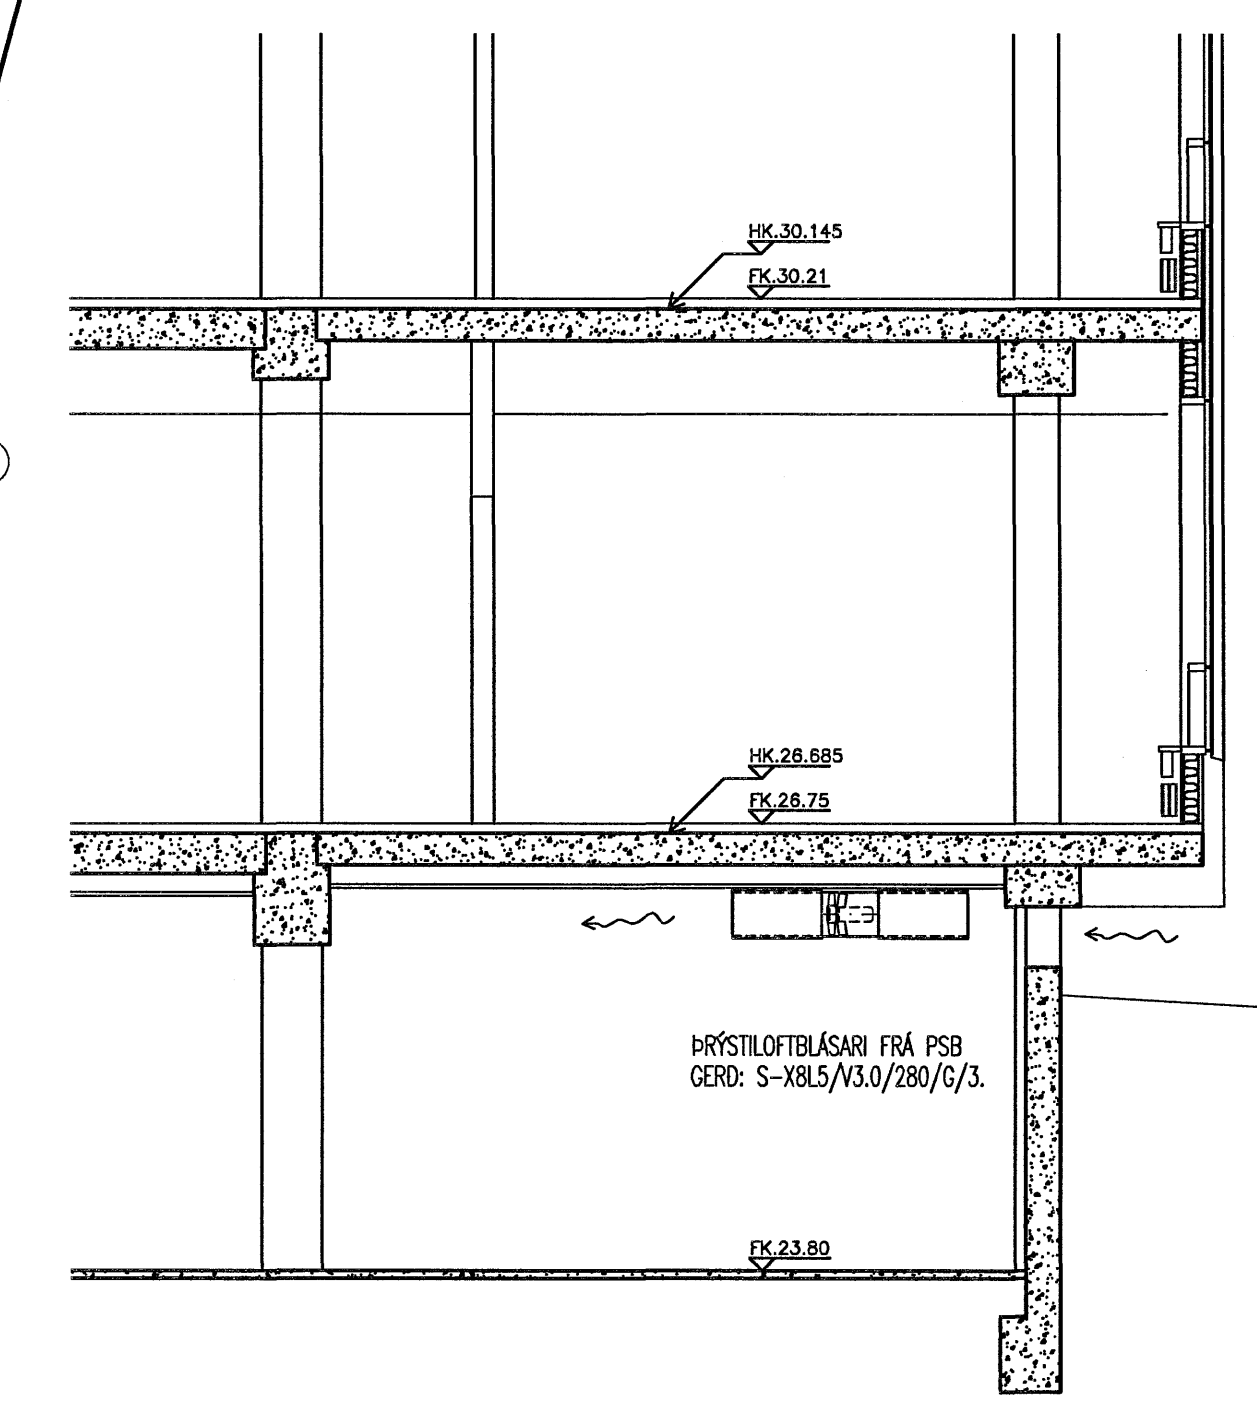 HK.30.145
FK.30.21
HK.26.685
FK.26.75
ÞRÝSTILOFTBLÁSARI FRÁ PSB
GERD: S-X8L5/V3.0/280/G/3.
FK.23.80